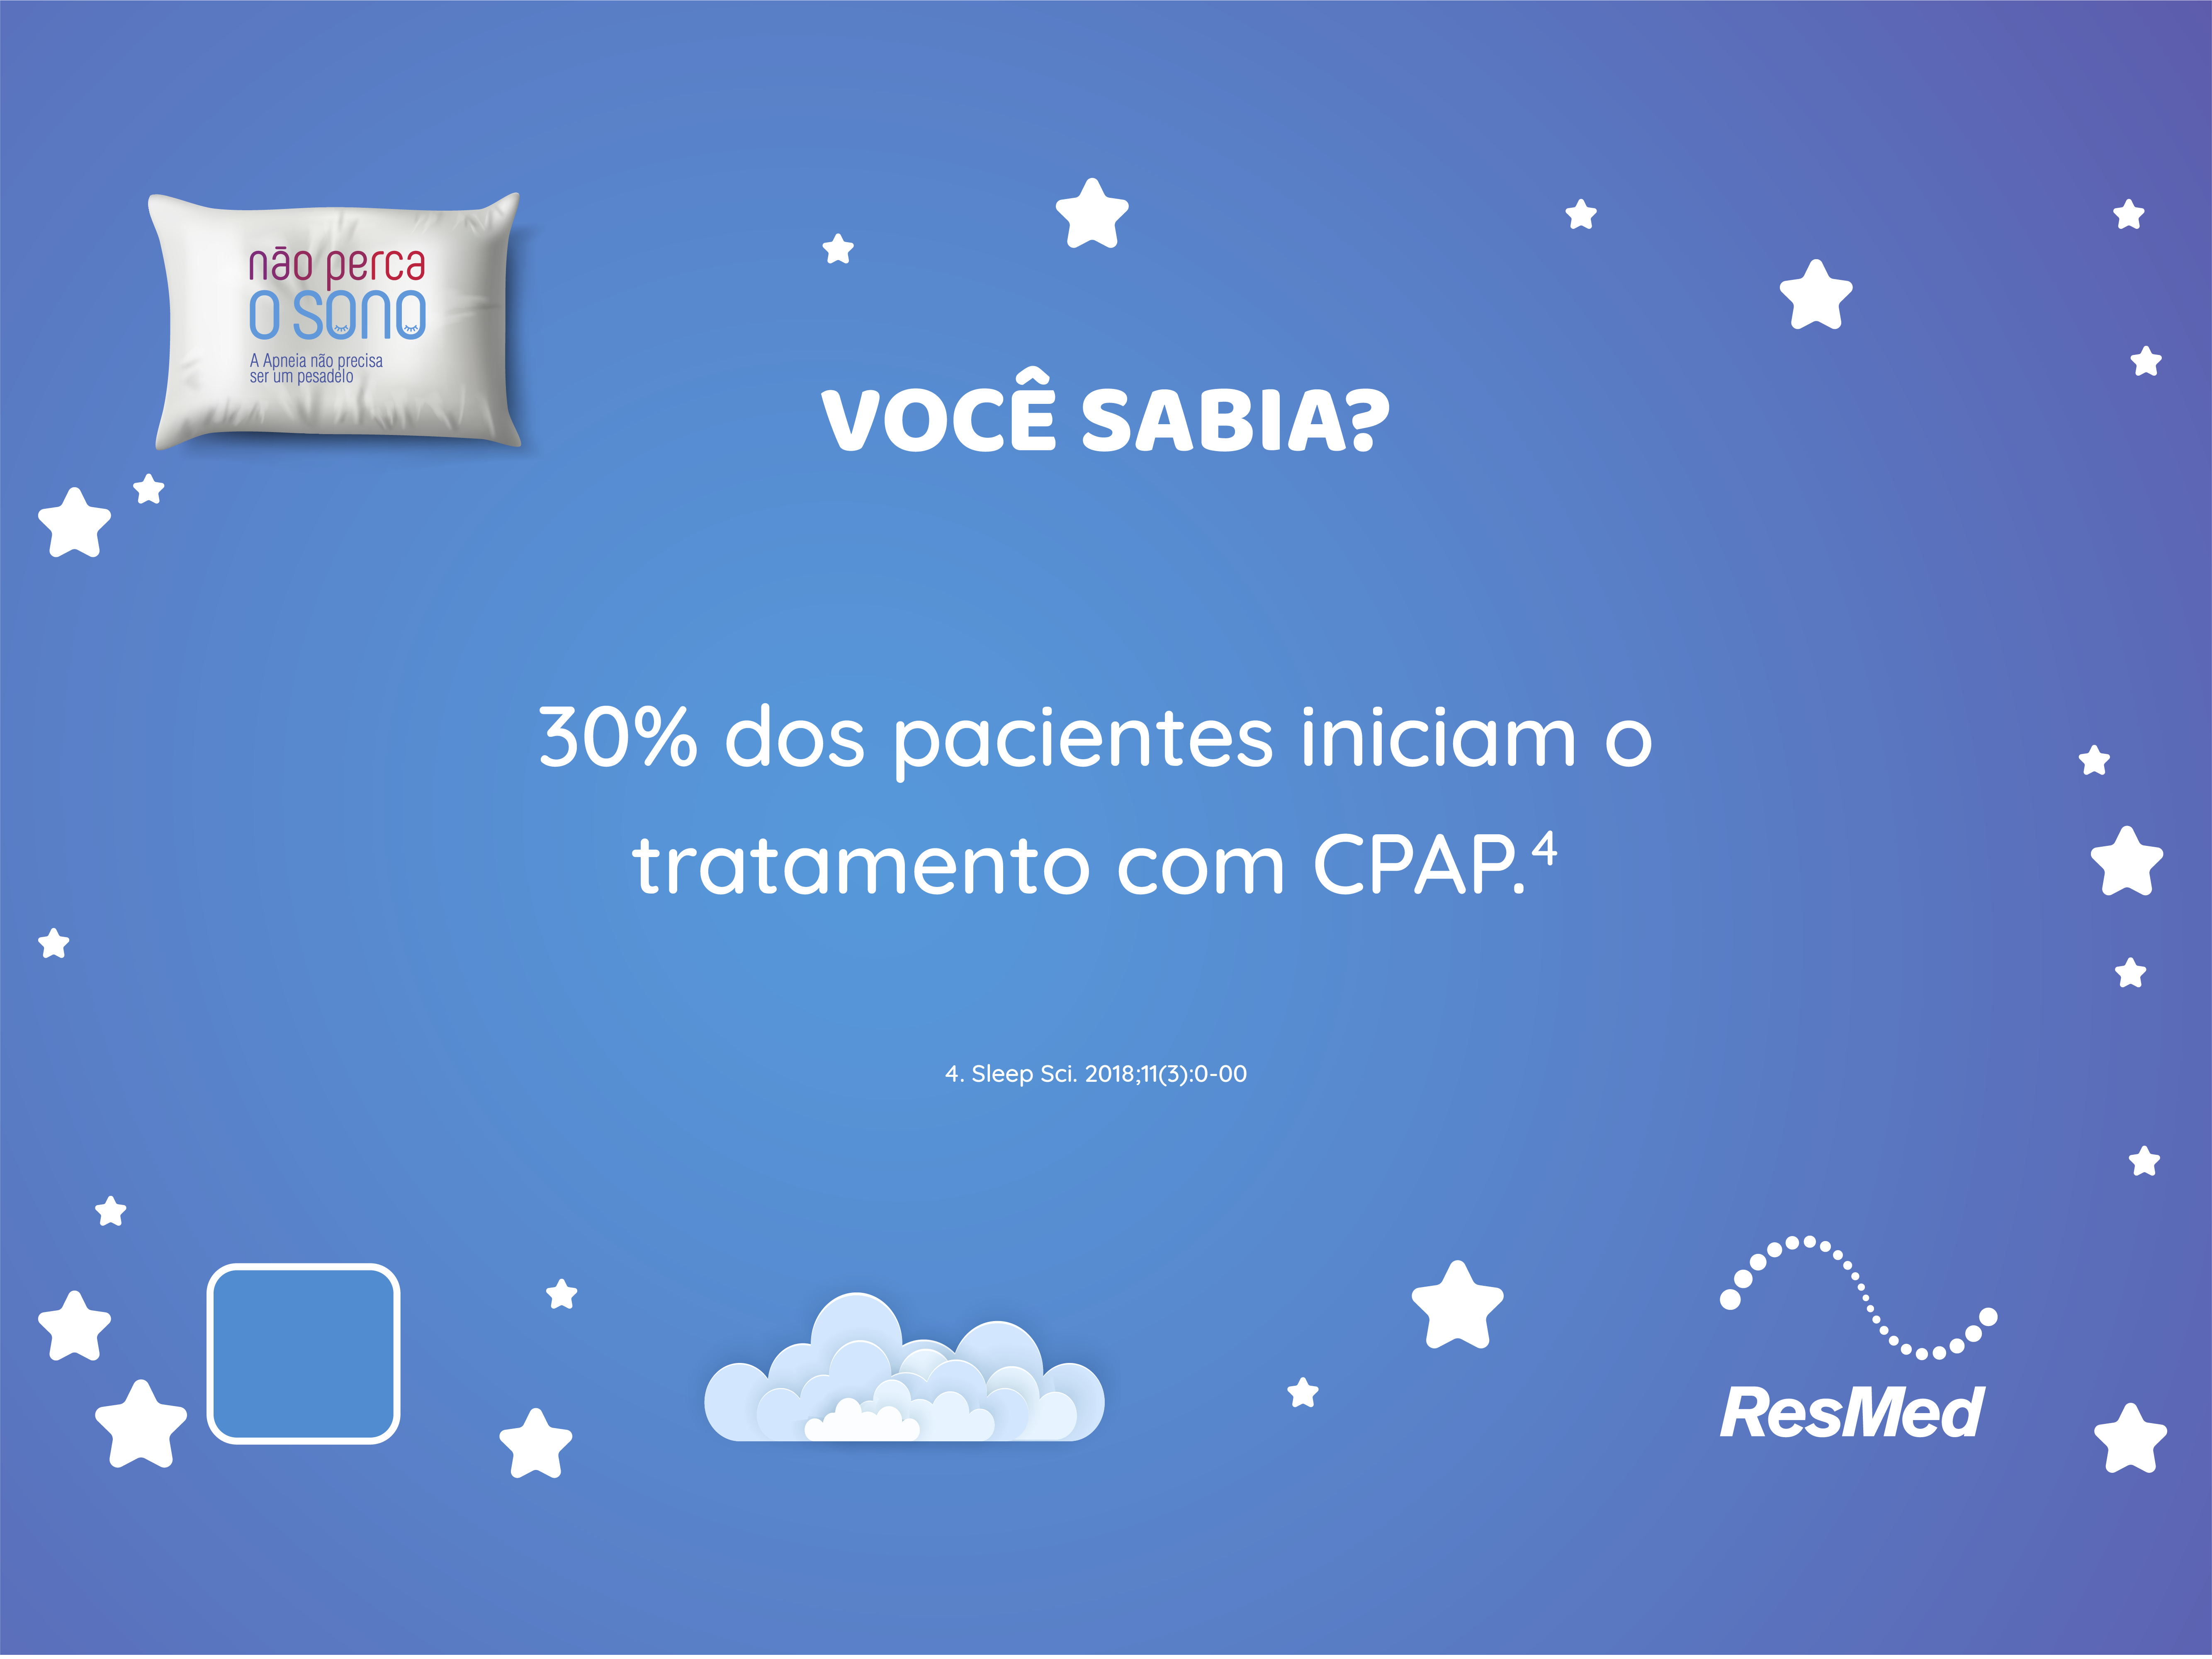 não perca
o sono
A Apneia não precisa
ser um pesadelo
VOCÊ SABIA?
30% dos pacientes iniciam o
tratamento com CPAP.⁴
4. Sleep Sci. 2018;11(3):0-00
ResMed